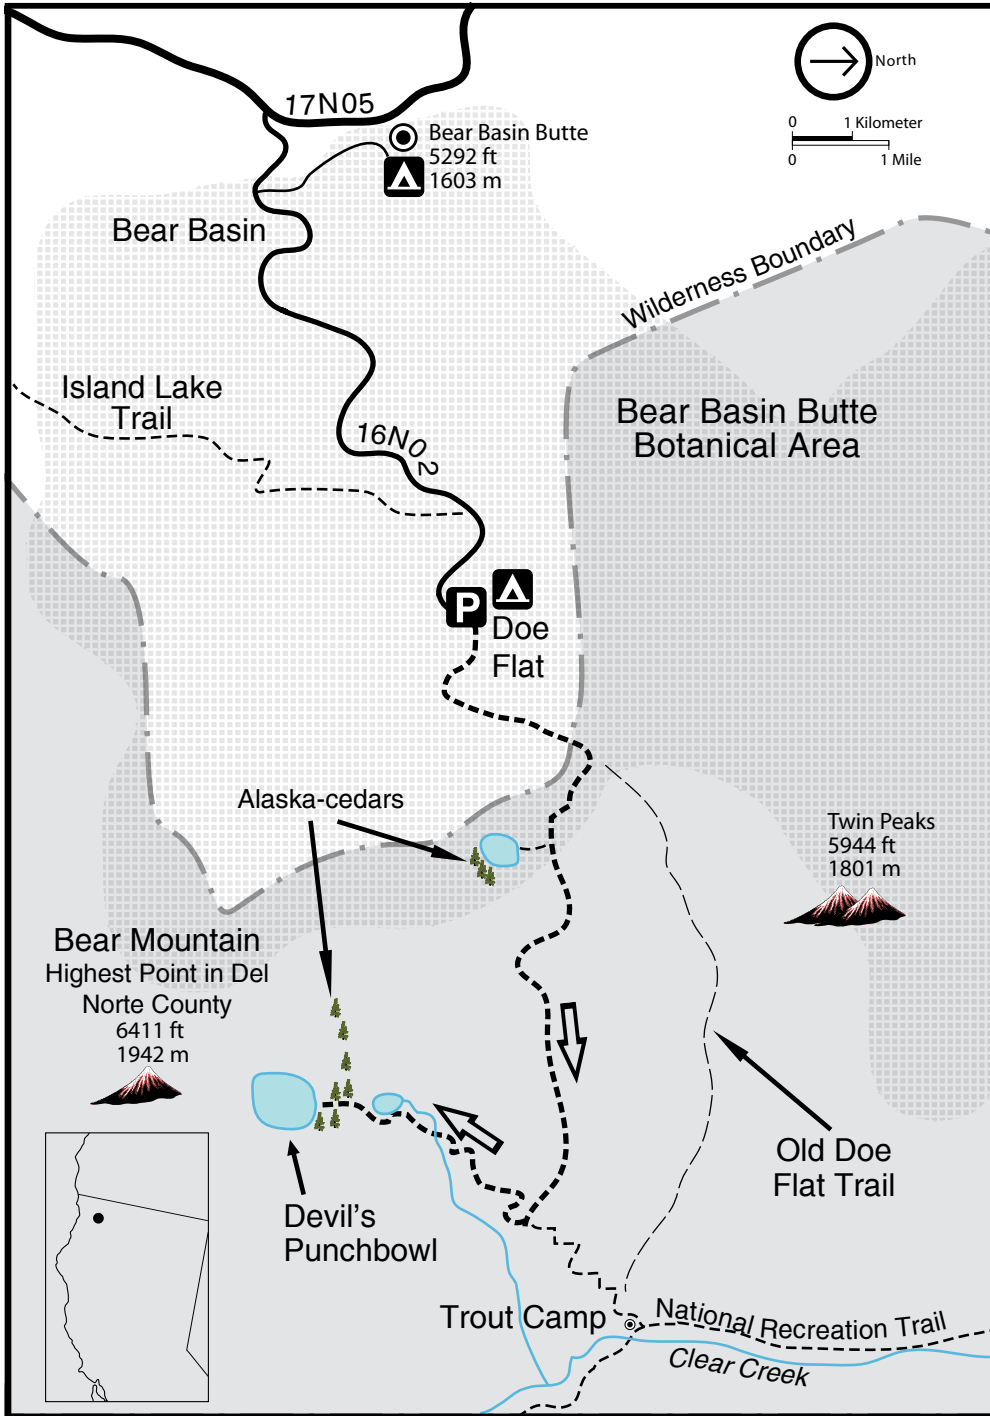 North
0 1 Kilometer
0 1 Mile
17N05
Bear Basin Butte
5292 ft
1603 m
Bear Basin
Wilderness Boundary
Island Lake
Trail
Bear Basin Butte
Botanical Area
16N02
P
Doe
Flat
Alaska-cedars
Twin Peaks
5944 ft
1801 m
Bear Mountain
Highest Point in Del
Norte County
6411 ft
1942 m
Old Doe
Flat Trail
Devil's
Punchbowl
Trout Camp
National Recreation Trail
Clear Creek